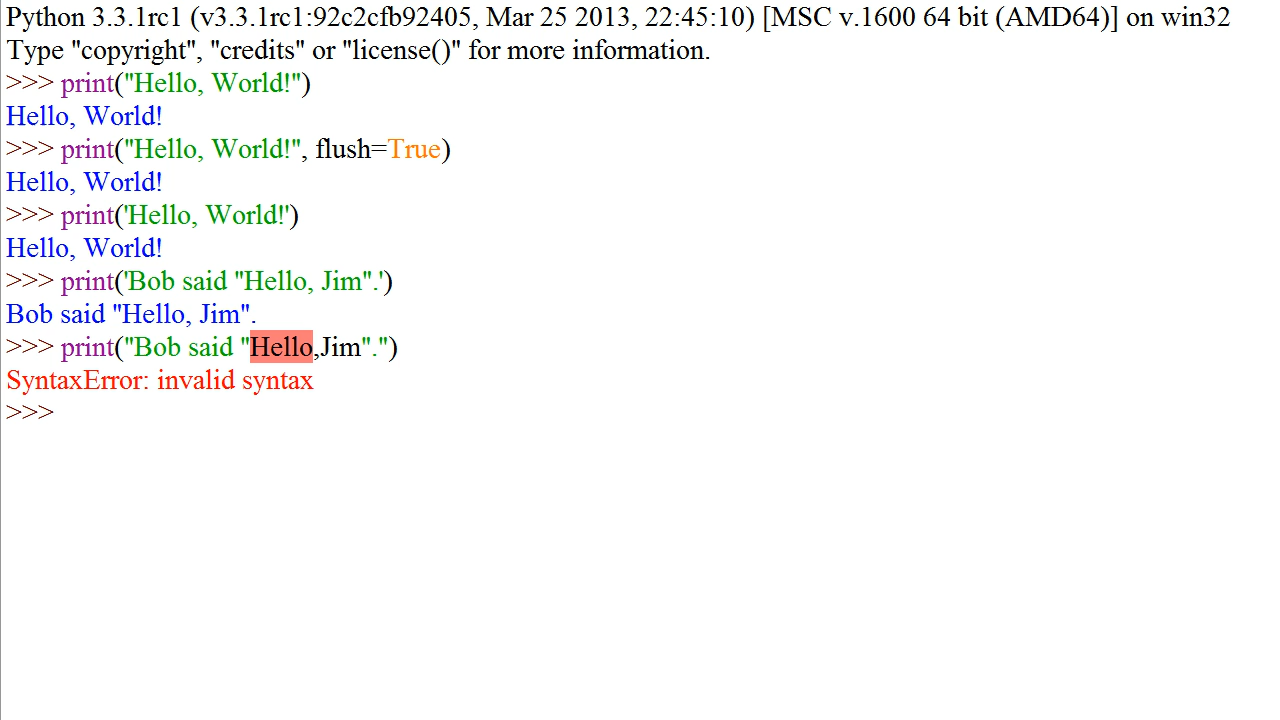 Python 3.3.1rc1 (v3.3.1rc1:92c2cfb92405, Mar 25 2013, 22:45:10) [MSC v.1600 64 bit (AMD64)] on win32
Type "copyright", "credits" or "license()" for more information.
>>> print("Hello, World!")
Hello, World!
>>> print("Hello, World!", flush=True)
Hello, World!
>>> print('Hello, World!')
Hello, World!
>>> print('Bob said "Hello, Jim".')
Bob said "Hello, Jim".
>>> print("Bob said "Hello,Jim".")
SyntaxError: invalid syntax
>>>